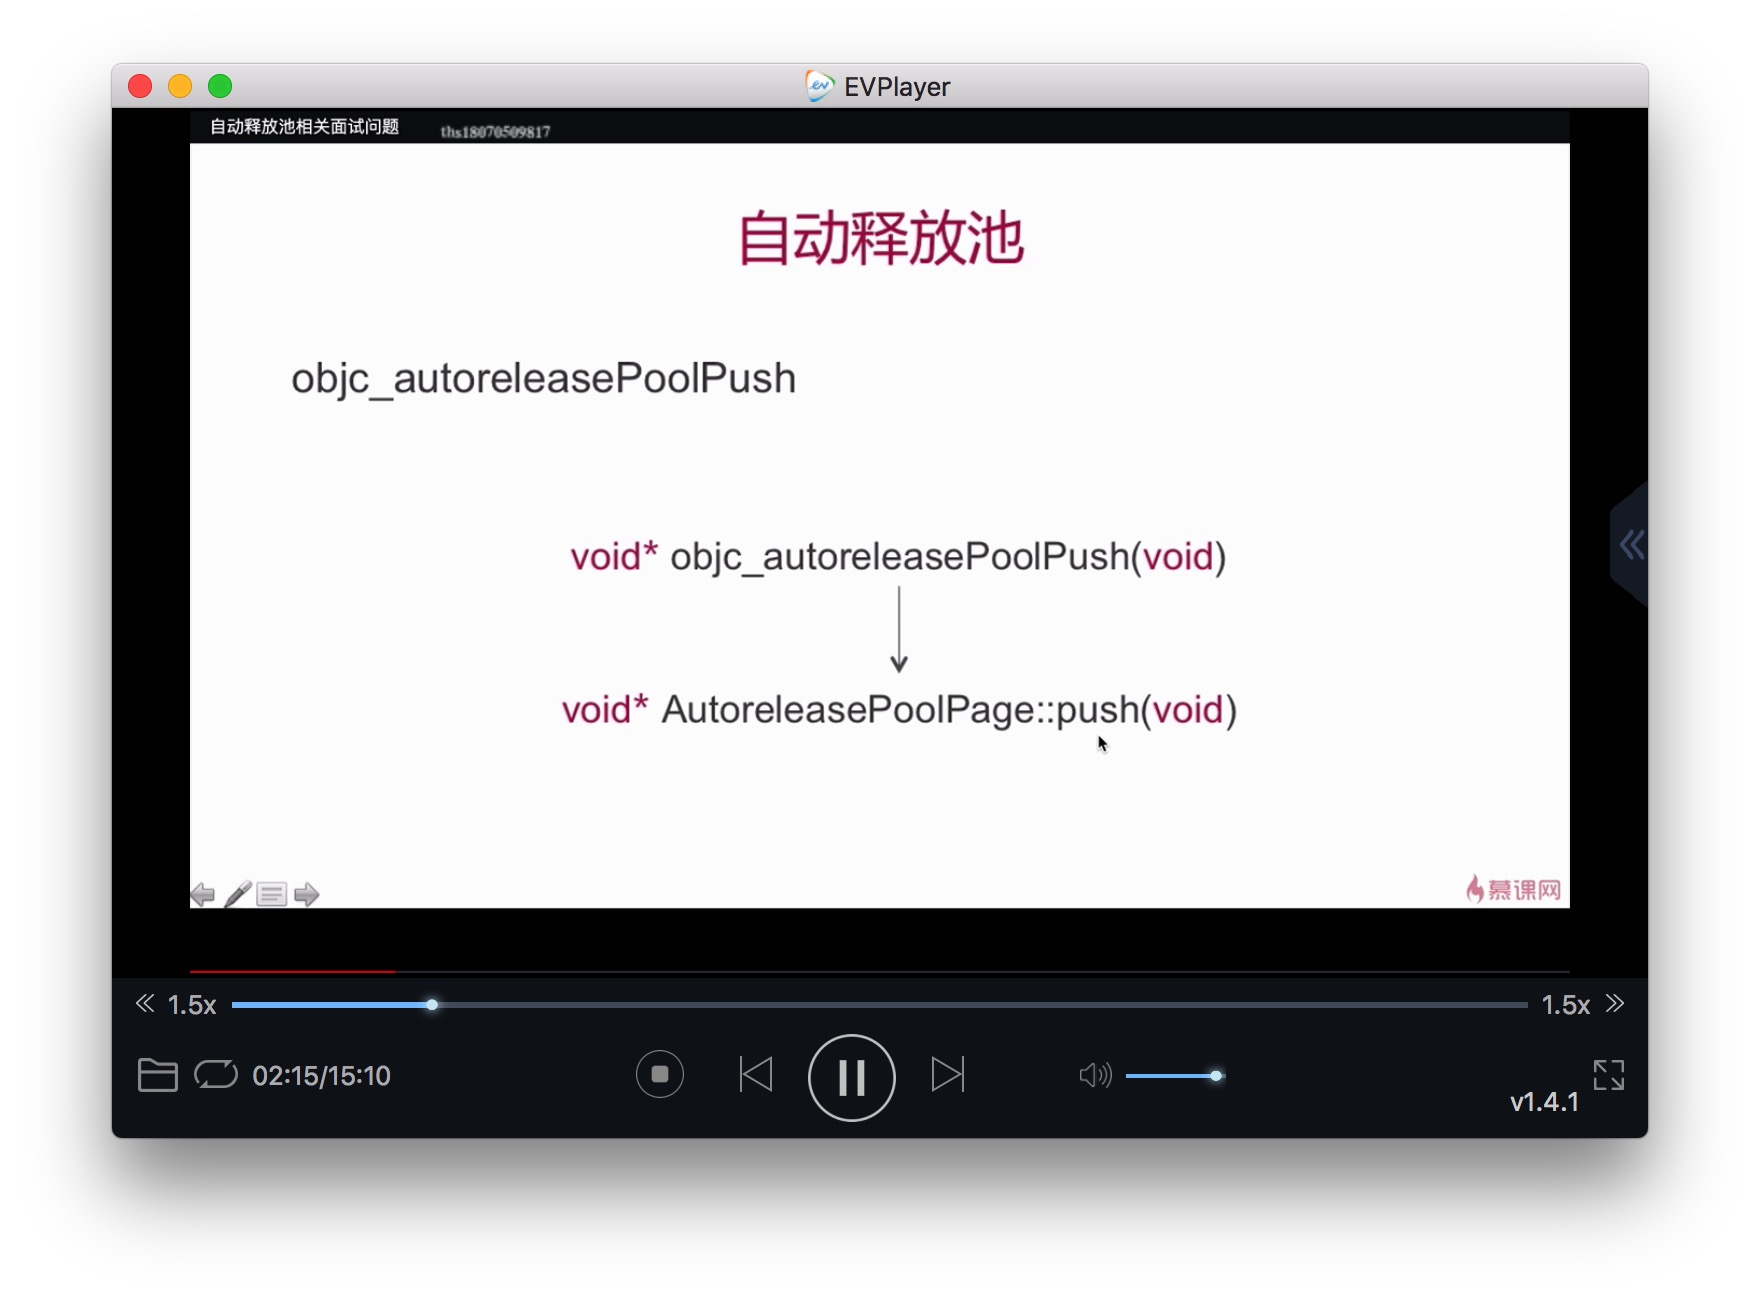 EVPlayer
自动释放池相关面试问题 ths18070509817
自动释放池
objc_autoreleasePoolPush
void* objc_autoreleasePoolPush(void)
void* AutoreleasePoolPage::push(void)
慕课网
1.5x 1.5x
02:15/15:10
v1.4.1